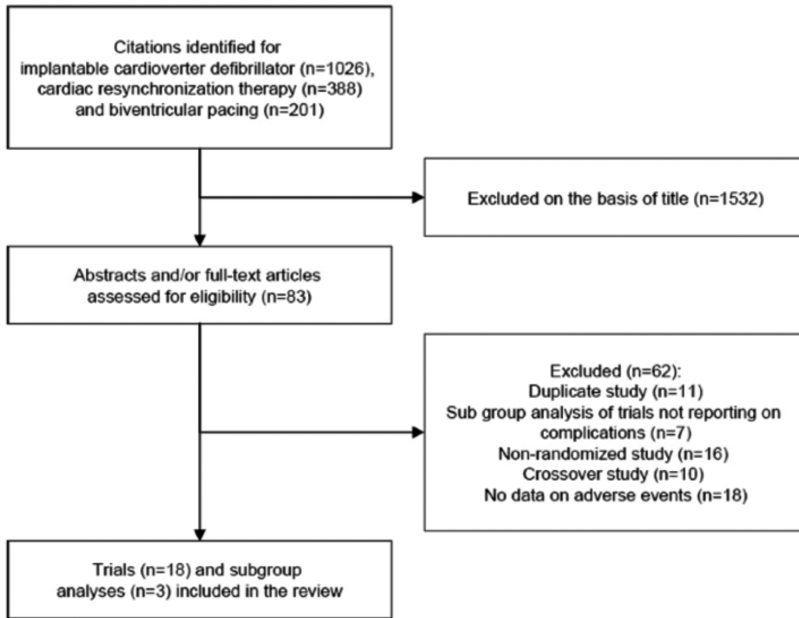 Citations identified for
implantable cardioverter defibrillator (n=1026),
cardiac resynchronization therapy (n=388)
and biventricular pacing (n=201)
Excluded on the basis of title (n=1532)
Abstracts and/or full-text articles
assessed for eligibility (n=83)
Excluded (n=62):
Duplicate study (n=11)
Sub group analysis of trials not reporting on
complications (n=7)
Non-randomized study (n=16)
Crossover study (n=10)
No data on adverse events (n=18)
Trials (n=18) and subgroup
analyses (n=3) included in the review